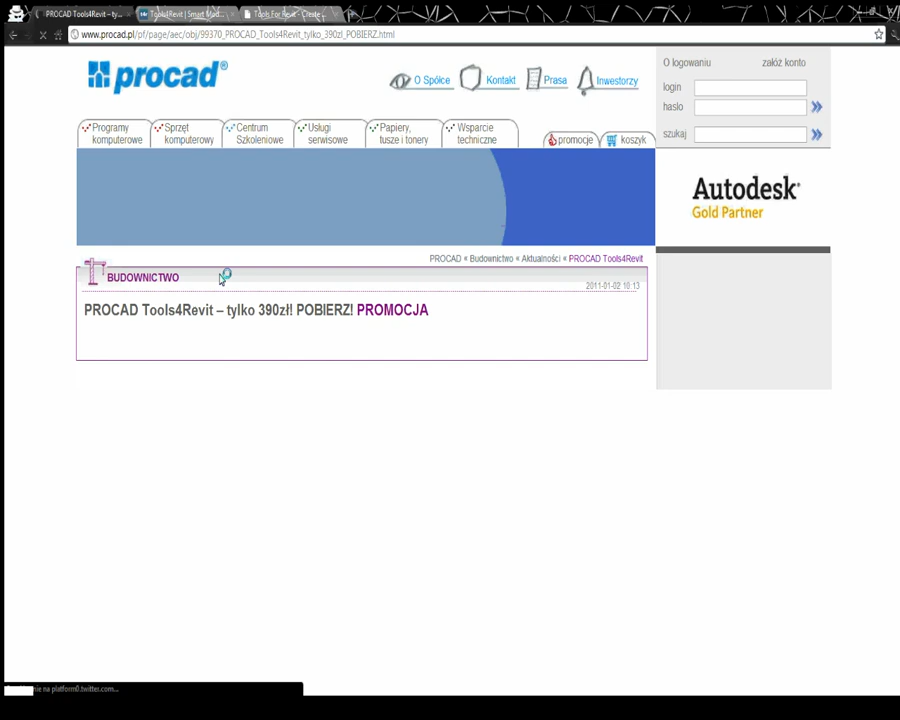 PROCAD Tools4Revit – ty...
Tools4Revit | Smart Mad...
Tools For Revit - Create ...
www.procad.pl/pf/page/aec/obj/99370_PROCAD_Tools4Revit_tylko_390zl_POBIERZ.html
procad®
O Spółce
Kontakt
Prasa
Inwestorzy
O logowaniu
załóż konto
login
hasło
szukaj
Programy komputerowe
Sprzęt komputerowy
Centrum Szkoleniowe
Usługi serwisowe
Papiery, tusze i tonery
Wsparcie techniczne
promocje
koszyk
Autodesk®
Gold Partner
PROCAD « Budownictwo « Aktualności « PROCAD Tools4Revit
BUDOWNICTWO
2011-01-02 10:13
PROCAD Tools4Revit – tylko 390zł! POBIERZ! PROMOCJA
na platform0.twitter.com...